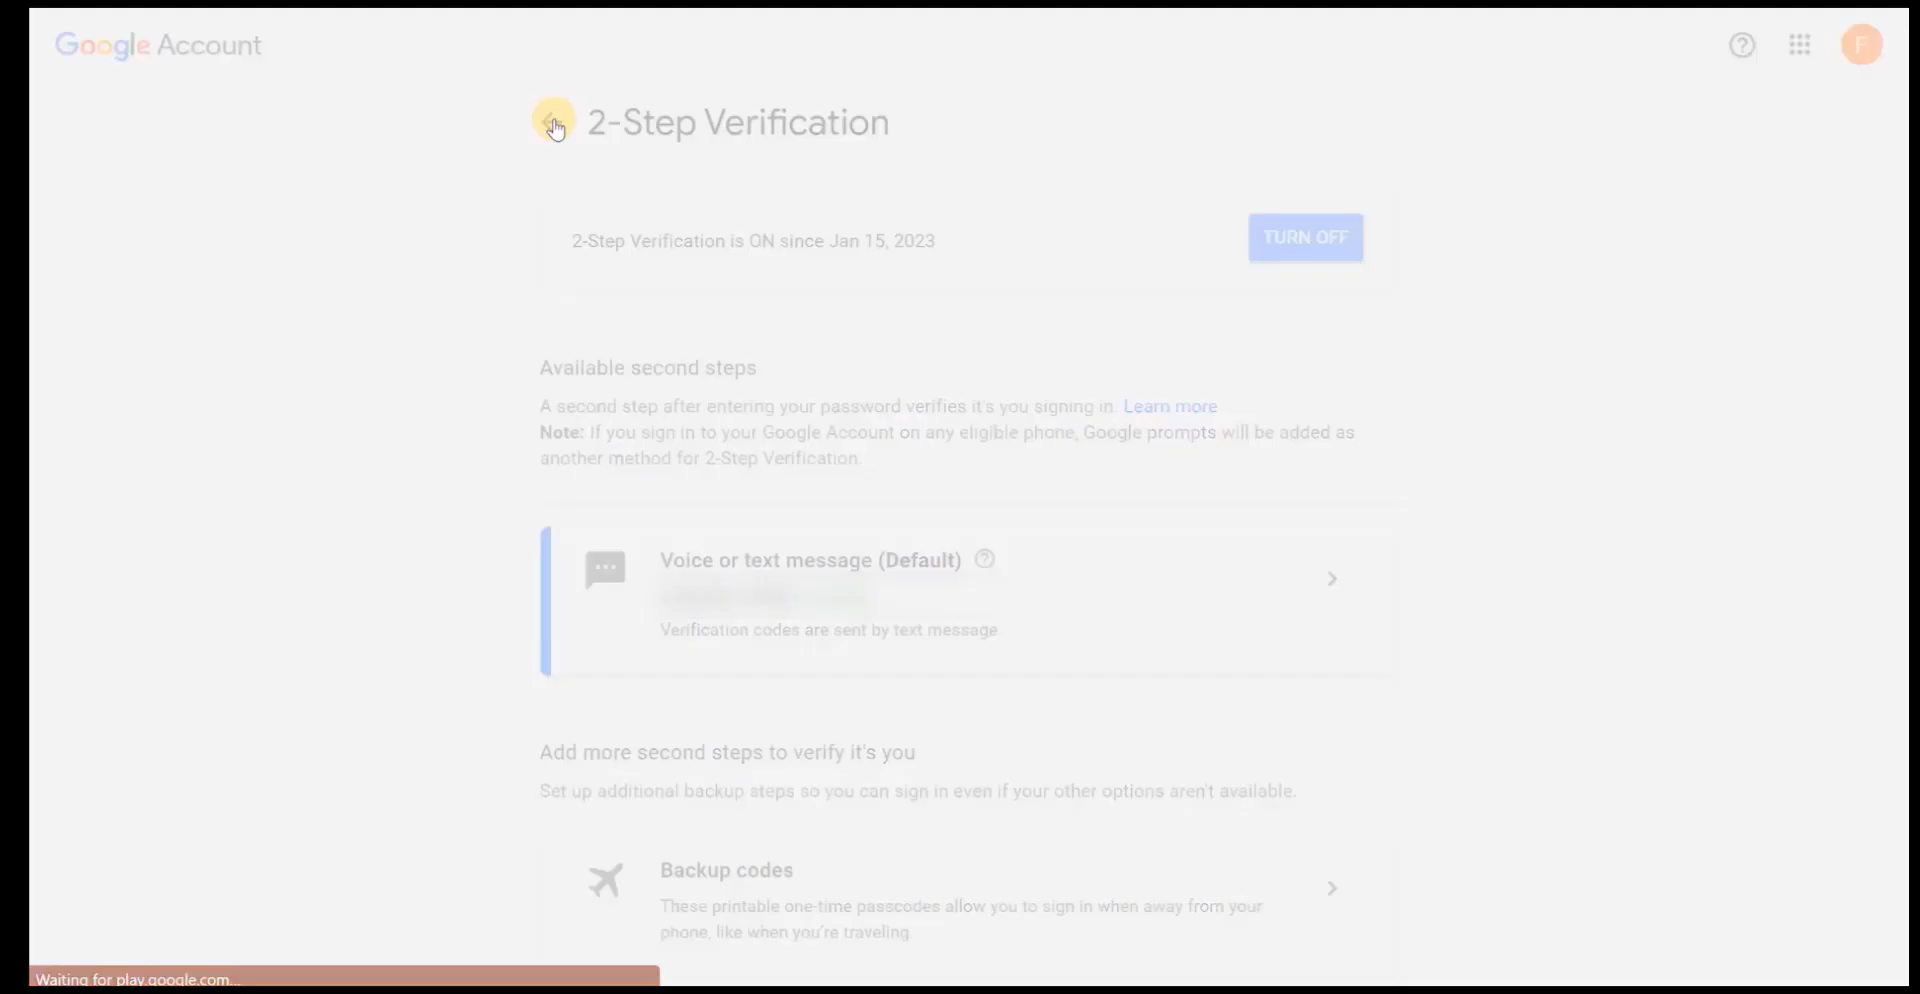 Google Account
F
2-Step Verification
2-Step Verification is ON since Jan 15, 2023
TURN OFF
Available second steps
A second step after entering your password verifies it's you signing in. Learn more
Note: If you sign in to your Google Account on any eligible phone, Google prompts will be added as
another method for 2-Step Verification.
Voice or text message (Default)
Verification codes are sent by text message
Add more second steps to verify it's you
Set up additional backup steps so you can sign in even if your other options aren't available.
Backup codes
These printable one-time passcodes allow you to sign in when away from your
phone, like when you're traveling.
Waiting for play.google.com...